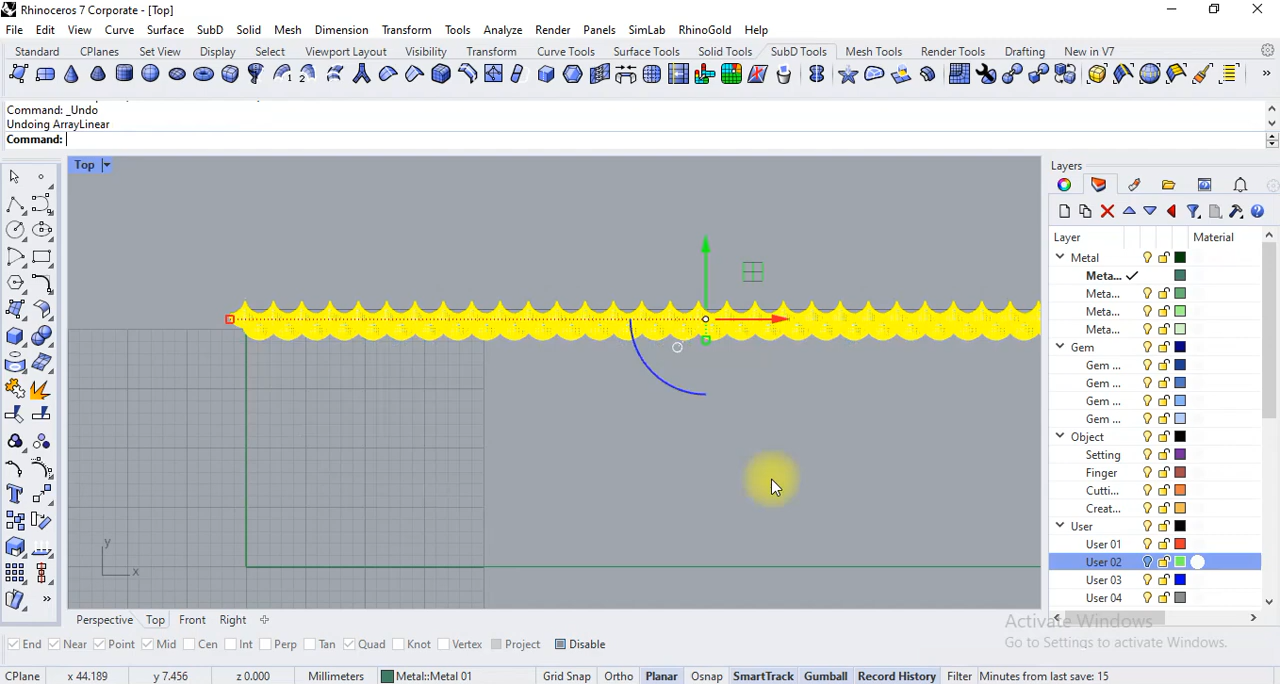 Rhinoceros 7 Corporate - [Top]
File Edit View Curve Surface SubD Solid Mesh Dimension Transform Tools Analyze Render Panels SimLab RhinoGold Help
Standard CPlanes Set View Display Select Viewport Layout Visibility Transform Curve Tools Surface Tools Solid Tools SubD Tools Mesh Tools Render Tools Drafting New in V7
Command: _Undo
Undoing ArrayLinear
Command:
Top
Layers
Layer Material
Metal
Meta...
Meta...
Meta...
Meta...
Gem
Gem ...
Gem ...
Gem ...
Gem ...
Object
Setting
Finger
Cutti...
Creat...
User
User 01
User 02
User 03
User 04
y
x
Activate Windows
Go to Settings to activate Windows.
Perspective Top Front Right
End Near Point Mid Cen Int Perp Tan Quad Knot Vertex Project Disable
CPlane x 44.189 y 7.456 z 0.000 Millimeters Metal::Metal 01 Grid Snap Ortho Planar Osnap SmartTrack Gumball Record History Filter Minutes from last save: 15